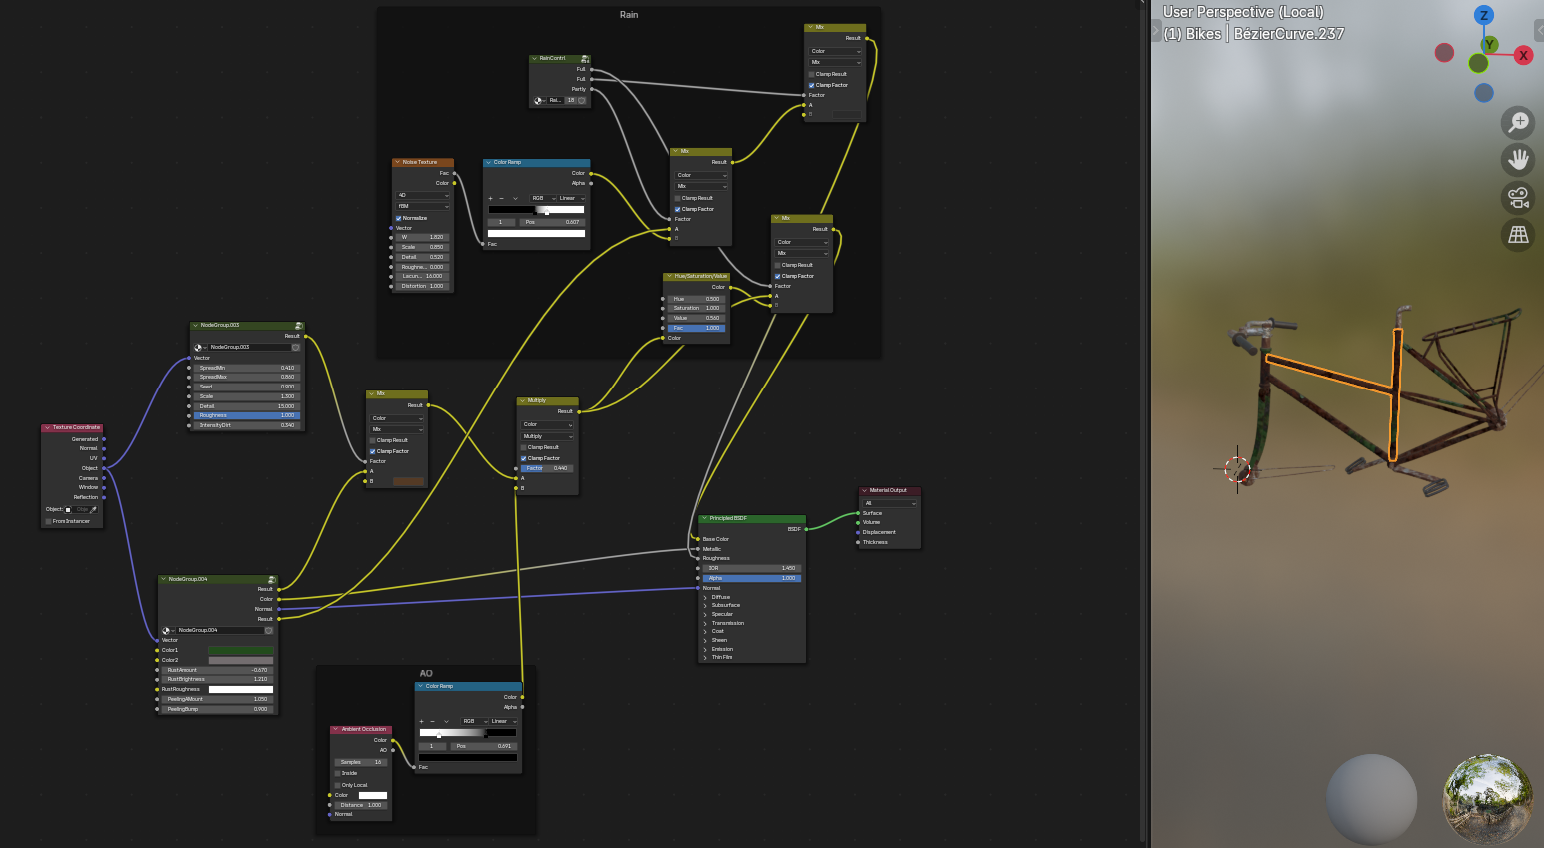 Rain
Mix
Result
Color
Mix
Clamp Result
Clamp Factor
Factor
A
B
RainContrl
Full
Full
Partly
Rai...
18
Noise Texture
Fac
Color
4D
fBM
Normalize
Vector
W 1.820
Scale 0.850
Detail 0.520
Roughne... 0.000
Lacun... 16.000
Distortion 1.000
Color Ramp
Color
Alpha
RGB
Linear
1
Pos 0.607
Fac
Mix
Result
Color
Mix
Clamp Result
Clamp Factor
Factor
A
B
Mix
Result
Color
Mix
Clamp Result
Clamp Factor
Factor
A
B
Hue/Saturation/Value
Color
Hue 0.500
Saturation 1.000
Value 0.560
Fac 1.000
Color
NodeGroup.003
Result
NodeGroup.003
Vector
SpreadMin 0.410
SpreadMax 0.860
Seed 0.900
Scale 1.300
Detail 15.000
Roughness 1.000
IntensityDirt 0.340
Mix
Result
Color
Mix
Clamp Result
Clamp Factor
Factor
A
B
Multiply
Result
Color
Multiply
Clamp Result
Clamp Factor
Factor 0.440
A
B
Texture Coordinate
Generated
Normal
UV
Object
Camera
Window
Reflection
Object:
Obje
From Instancer
NodeGroup.004
Result
Color
Normal
Result
NodeGroup.004
Vector
Color1
Color2
RustAmount -0.670
RustBrightness 1.210
RustRoughness
PeelingAMount 1.050
PeelingBump 0.900
AO
Color Ramp
Color
Alpha
RGB
Linear
1
Pos 0.691
Fac
Ambient Occlusion
Color
AO
Samples 16
Inside
Only Local
Color
Distance 1.000
Normal
Principled BSDF
BSDF
Base Color
Metallic
Roughness
IOR 1.450
Alpha 1.000
Normal
Diffuse
Subsurface
Specular
Transmission
Coat
Sheen
Emission
Thin Film
Material Output
All
Surface
Volume
Displacement
Thickness
User Perspective (Local)
(1) Bikes | BézierCurve.237
Z
Y
X